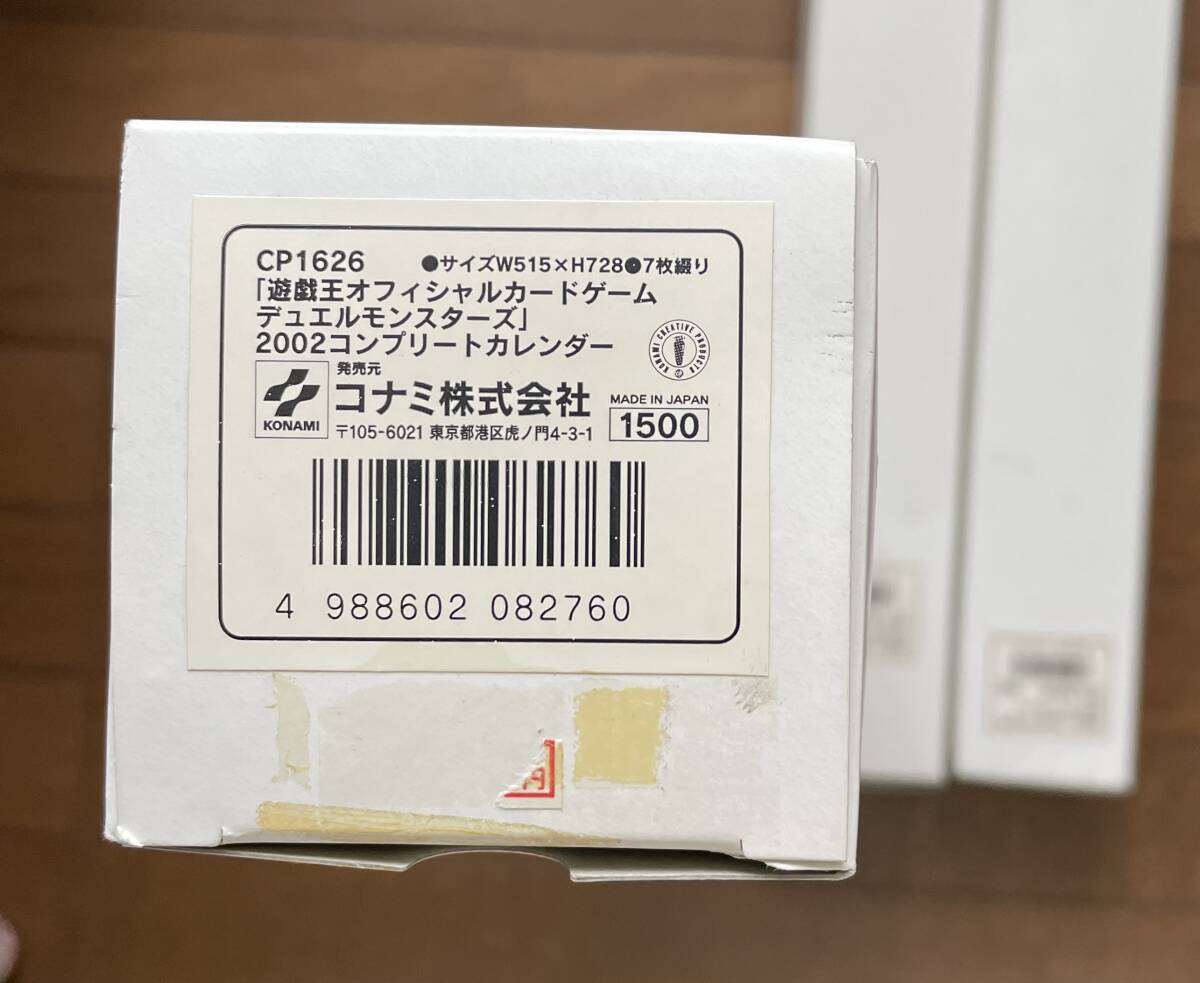 CP1626 ●サイズW515×H728●7枚綴り
「遊戯王オフィシャルカードゲーム
デュエルモンスターズ」
2002コンプリートカレンダー
KONAMI CREATIVE PRODUCTS
発売元
コナミ株式会社
KONAMI
〒105-6021 東京都港区虎ノ門4-3-1
MADE IN JAPAN
1500
4 988602 082760
円